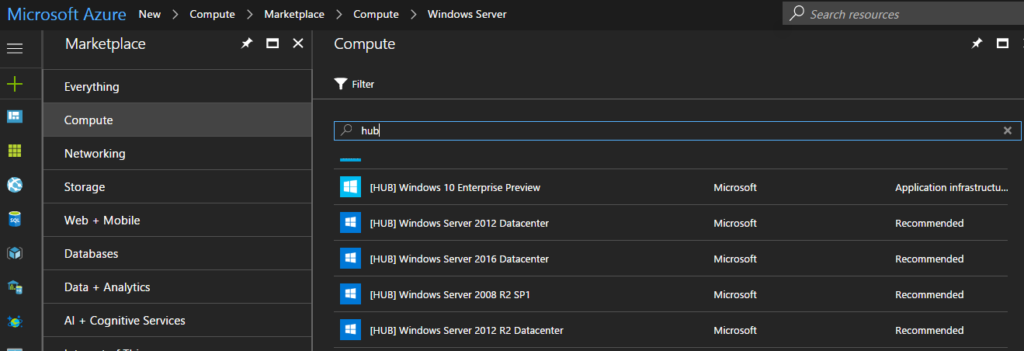 Microsoft Azure New > Compute > Marketplace > Compute > Windows Server Search resources
Marketplace
Compute
Everything
Compute
Networking
Storage
Web + Mobile
Databases
Data + Analytics
AI + Cognitive Services
Filter
hub
[HUB] Windows 10 Enterprise Preview Microsoft Application infrastructu...
[HUB] Windows Server 2012 Datacenter Microsoft Recommended
[HUB] Windows Server 2016 Datacenter Microsoft Recommended
[HUB] Windows Server 2008 R2 SP1 Microsoft Recommended
[HUB] Windows Server 2012 R2 Datacenter Microsoft Recommended